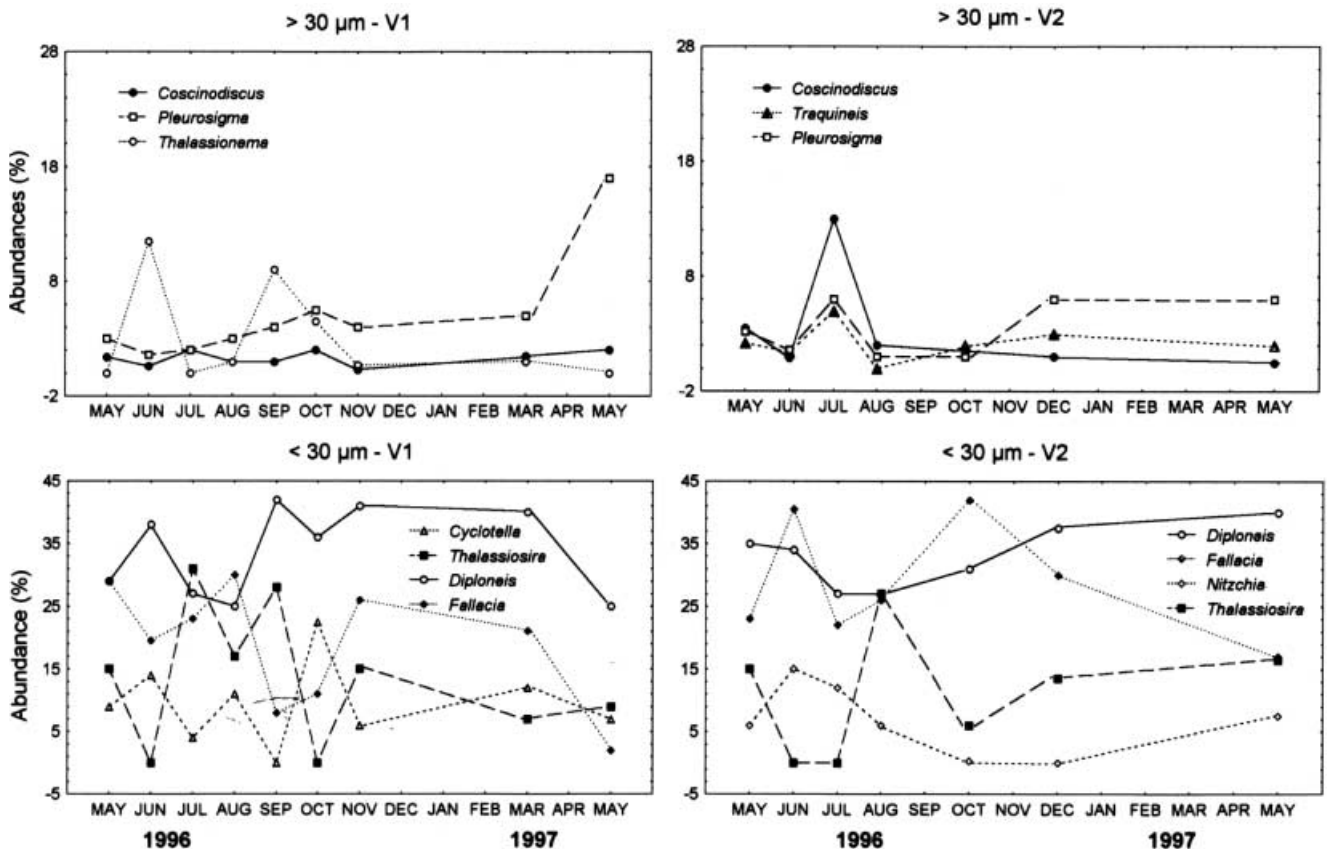 > 30 µm - V1
28
18
8
-2
Abundances (%)
Coscinodiscus
Pleurosigma
Thalassionema
MAY JUN JUL AUG SEP OCT NOV DEC JAN FEB MAR APR MAY
> 30 µm - V2
28
18
8
-2
Coscinodiscus
Traquineis
Pleurosigma
MAY JUN JUL AUG SEP OCT DEC JAN FEB MAR APR MAY
< 30 µm - V1
45
35
25
15
5
-5
Abundance (%)
Cyclotella
Thalassiosira
Diploneis
Fallacia
MAY JUN JUL AUG SEP OCT NOV DEC JAN FEB MAR APR MAY
1996 1997
< 30 µm - V2
45
35
25
15
5
-5
Diploneis
Fallacia
Nitzchia
Thalassiosira
MAY JUN JUL AUG OCT SEP DEC JAN FEB MAR APR MAY
1996 1997